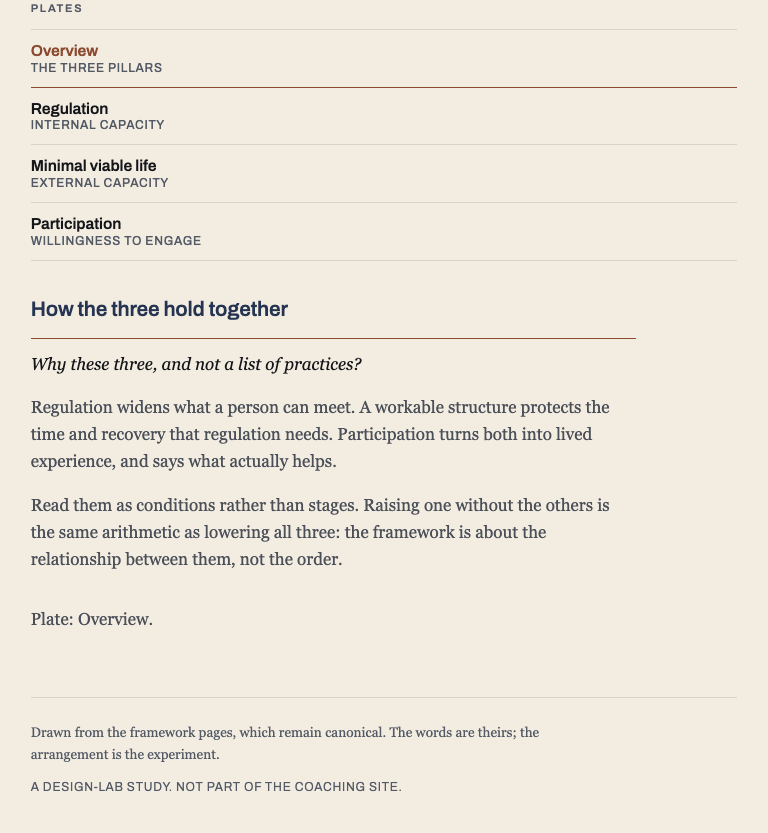 PLATES
Overview
THE THREE PILLARS
Regulation
INTERNAL CAPACITY
Minimal viable life
EXTERNAL CAPACITY
Participation
WILLINGNESS TO ENGAGE
How the three hold together
Why these three, and not a list of practices?
Regulation widens what a person can meet. A workable structure protects the
time and recovery that regulation needs. Participation turns both into lived
experience, and says what actually helps.
Read them as conditions rather than stages. Raising one without the others is
the same arithmetic as lowering all three: the framework is about the
relationship between them, not the order.
Plate: Overview.
Drawn from the framework pages, which remain canonical. The words are theirs; the
arrangement is the experiment.
A DESIGN-LAB STUDY. NOT PART OF THE COACHING SITE.